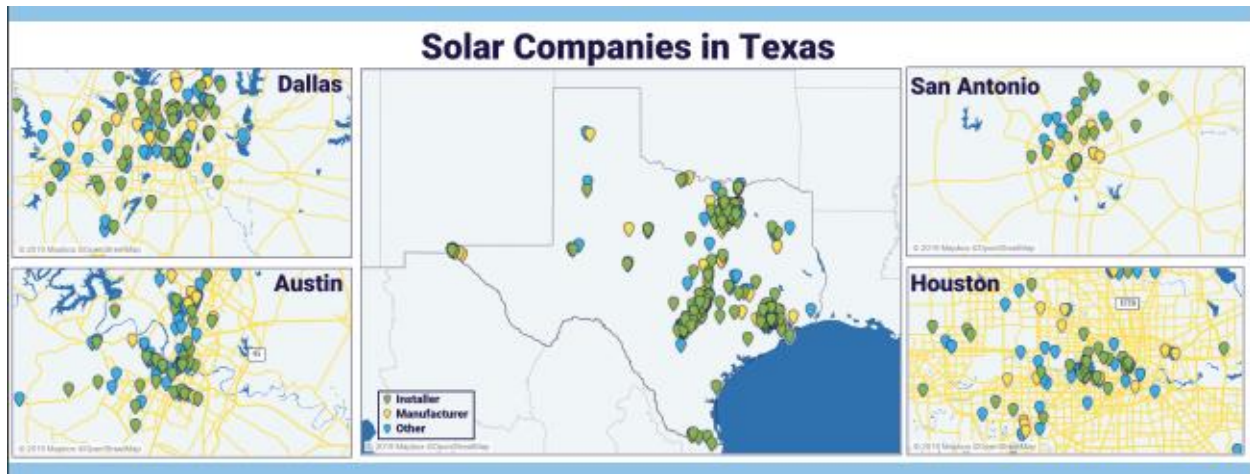 Solar Companies in Texas
Dallas
© 2019 Mapbox ©OpenStreetMap
Austin
45
© 2019 Mapbox ©OpenStreetMap
Installer
Manufacturer
Other
© 2019 Mapbox ©OpenStreetMap
San Antonio
© 2019 Mapbox ©OpenStreetMap
Houston
© 2019 Mapbox ©OpenStreetMap